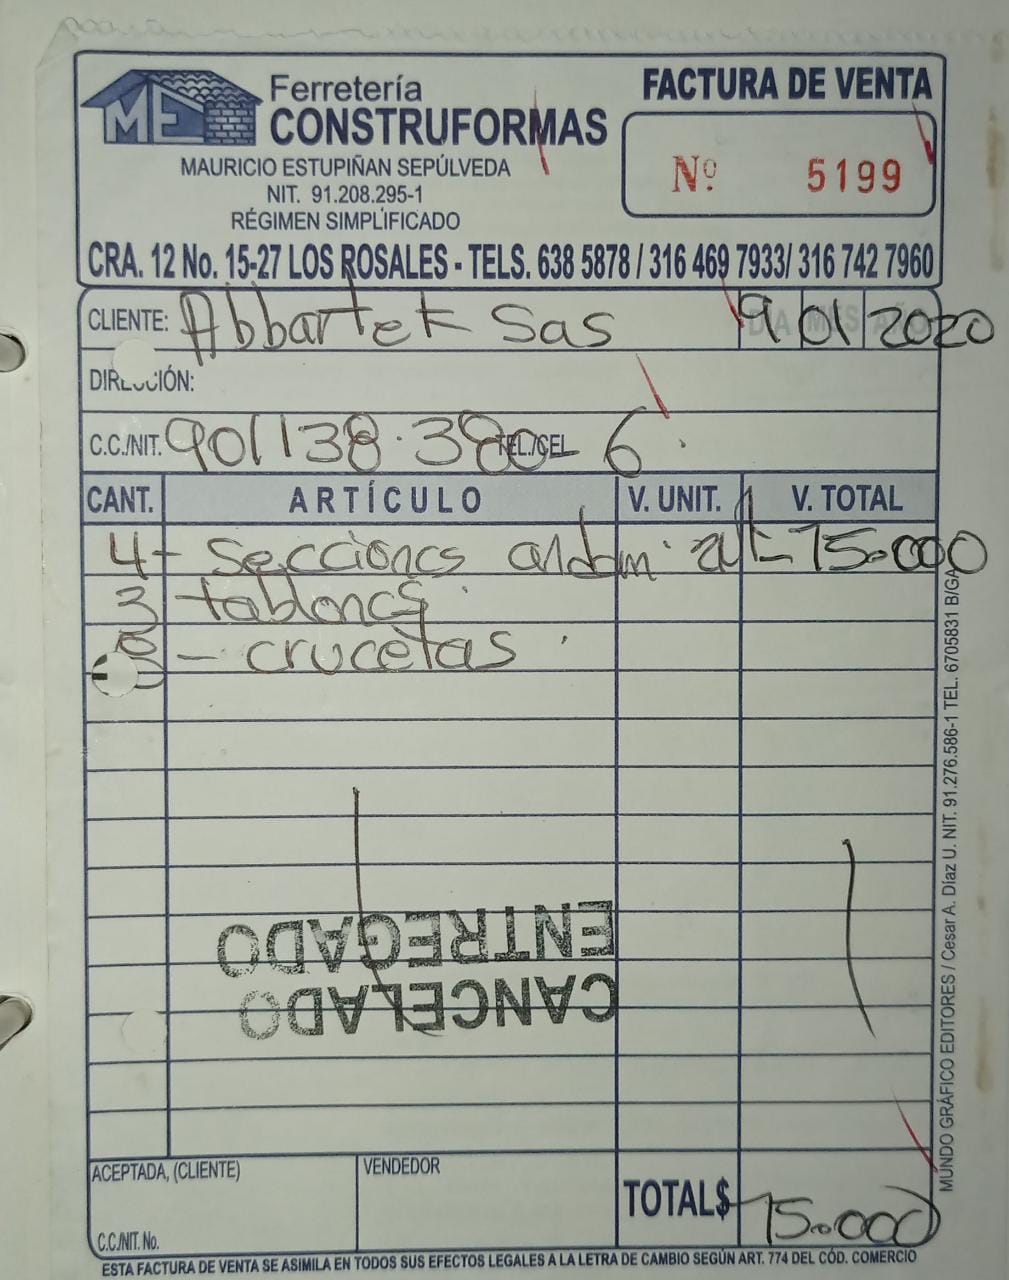 ME
Ferretería
CONSTRUFORMAS
MAURICIO ESTUPIÑAN SEPÚLVEDA
NIT. 91.208.295-1
RÉGIMEN SIMPLIFICADO
FACTURA DE VENTA
Nº 5199
CRA. 12 No. 15-27 LOS ROSALES - TELS. 638 5878 / 316 469 7933/ 316 742 7960
CLIENTE: Abbartek Sas DIA MES AÑO 9 01 2020
DIRECCIÓN:
C.C./NIT. 901138.380 TEL./CEL - 6
CANT. ARTÍCULO V. UNIT. V. TOTAL
4 - Secciones andam. 75.000
3 tablones
- crucetas
ENTREGADO
CANCELADO
ACEPTADA, (CLIENTE) VENDEDOR
C.C./NIT. No.
TOTAL $ 75.000
ESTA FACTURA DE VENTA SE ASIMILA EN TODOS SUS EFECTOS LEGALES A LA LETRA DE CAMBIO SEGÚN ART. 774 DEL CÓD. COMERCIO
MUNDO GRÁFICO EDITORES / Cesar A. Díaz U. NIT. 91.276.586-1 TEL. 6705831 B/GA